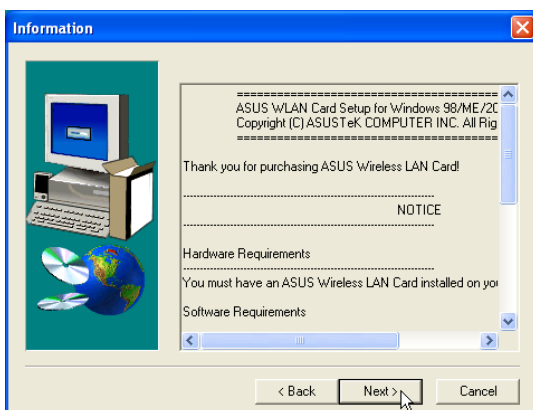 Information
==================================
ASUS WLAN Card Setup for Windows 98/ME/20
Copyright (C) ASUSTeK COMPUTER INC. All Rig
==================================
Thank you for purchasing ASUS Wireless LAN Card!
--------------------------------------------------
NOTICE
--------------------------------------------------
Hardware Requirements
--------------------------------------------------
You must have an ASUS Wireless LAN Card installed on you
Software Requirements
< Back
Next >
Cancel